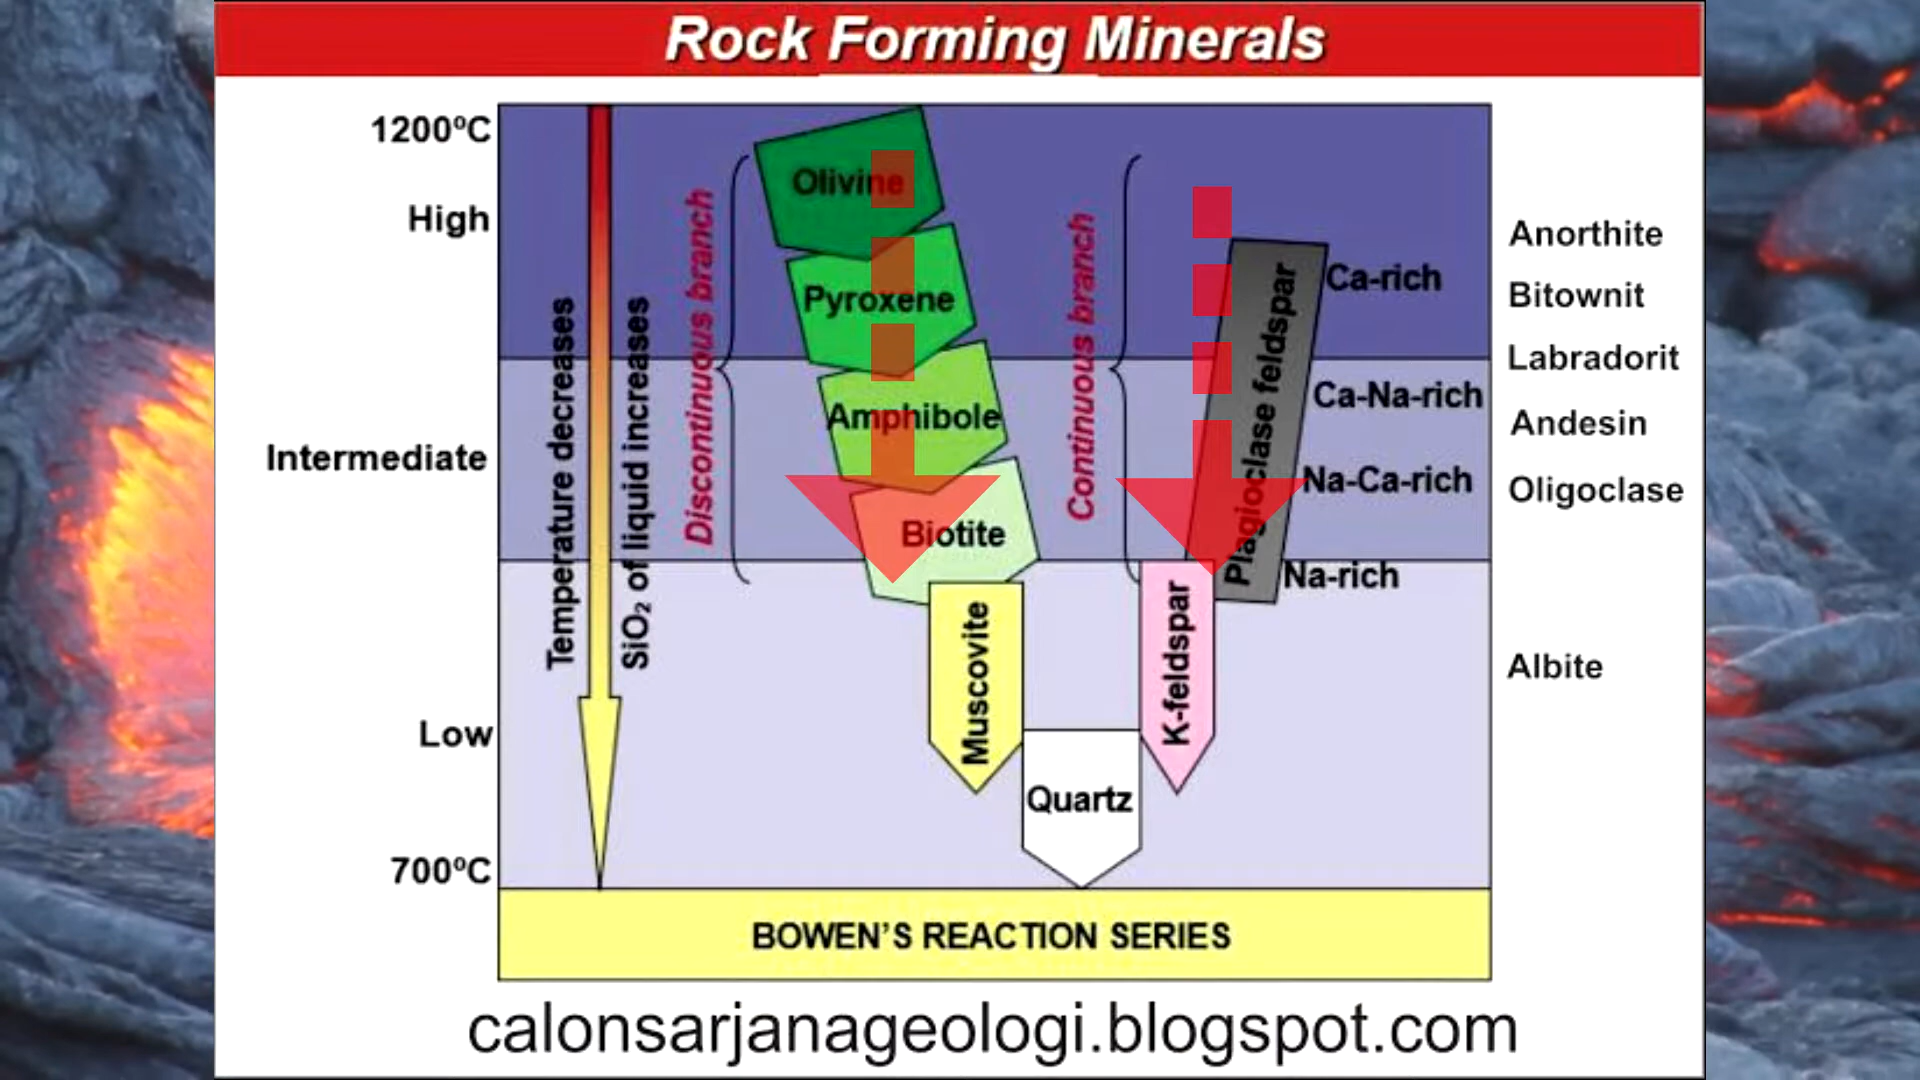 Rock Forming Minerals
1200ºC
High
Intermediate
Low
700ºC
Temperature decreases
SiO₂ of liquid increases
Discontinuous branch
Olivine
Pyroxene
Amphibole
Biotite
Muscovite
Quartz
Continuous branch
Plagioclase feldspar
K-feldspar
Ca-rich
Ca-Na-rich
Na-Ca-rich
Na-rich
Anorthite
Bitownit
Labradorit
Andesin
Oligoclase
Albite
BOWEN'S REACTION SERIES
calonsarjanageologi.blogspot.com